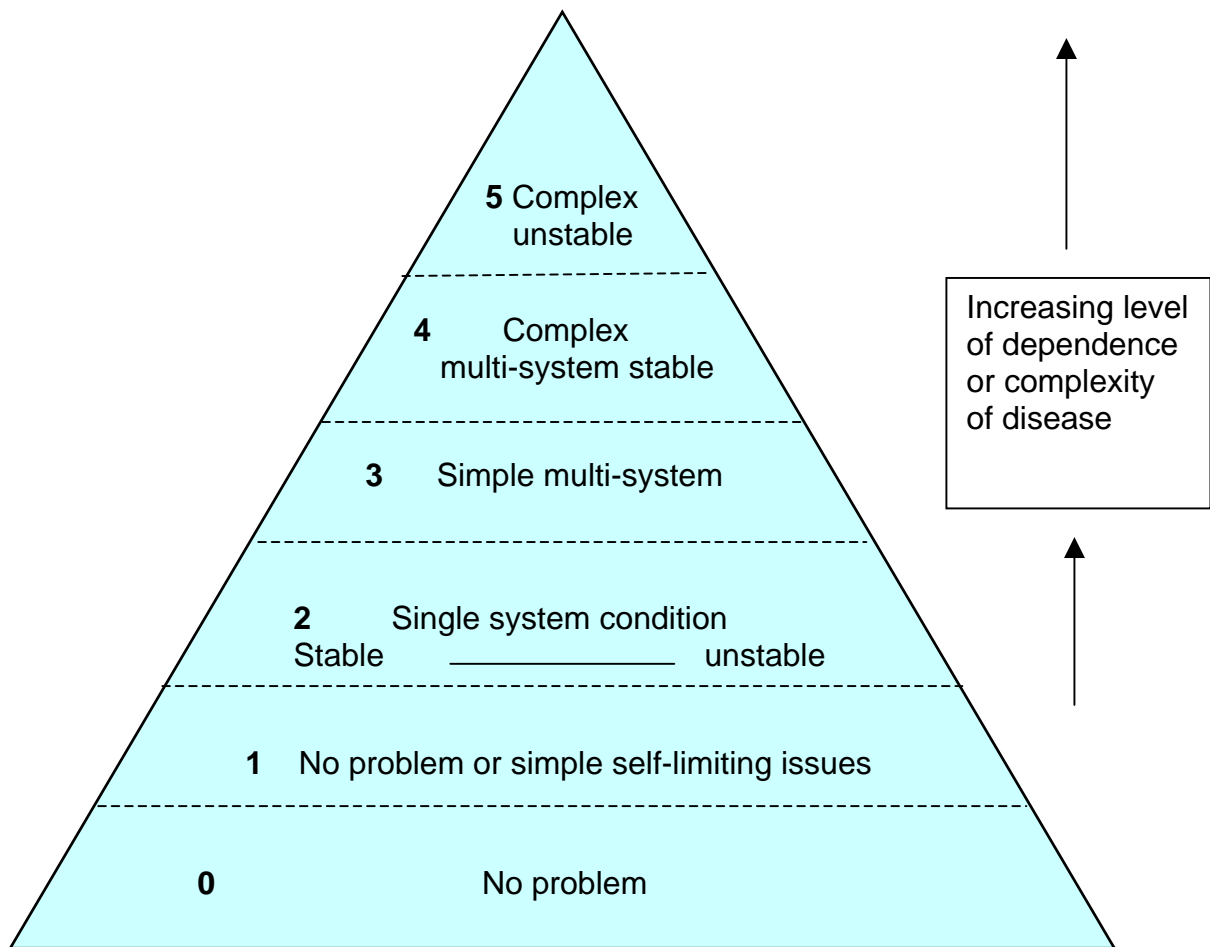 5 Complex
unstable
4 Complex
multi-system stable
3 Simple multi-system
2 Single system condition
Stable unstable
1 No problem or simple self-limiting issues
0 No problem
Increasing level
of dependence
or complexity
of disease